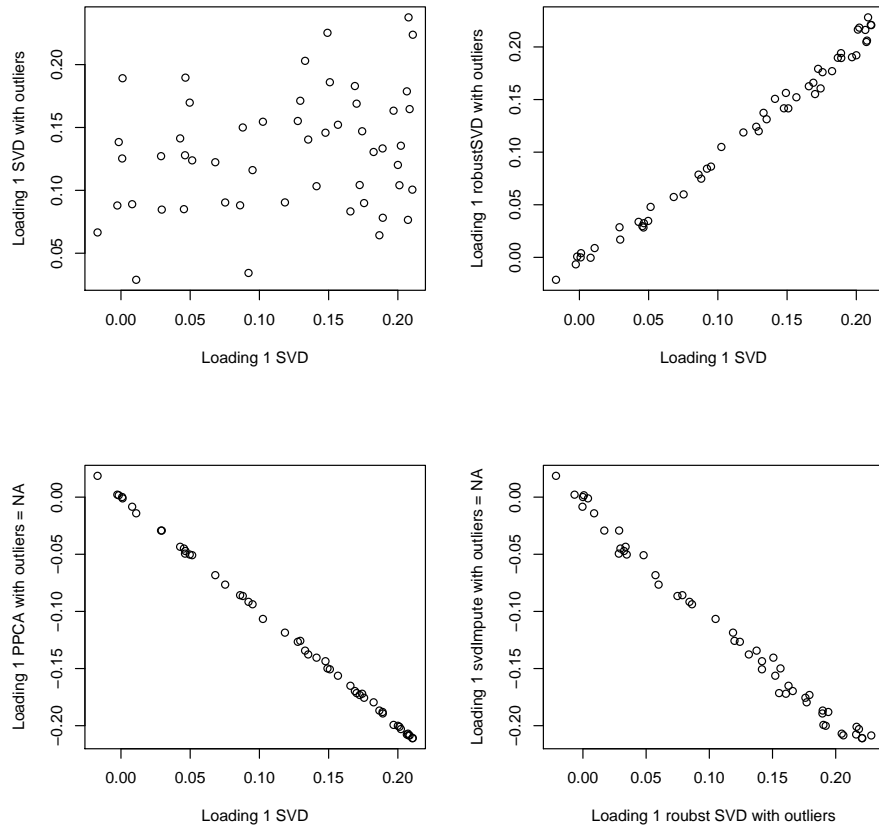 Loading 1 SVD with outliers
0.05 0.10 0.15 0.20
0.00 0.05 0.10 0.15 0.20
Loading 1 SVD
Loading 1 robustSVD with outliers
0.00 0.05 0.10 0.15 0.20
0.00 0.05 0.10 0.15 0.20
Loading 1 SVD
Loading 1 PPCA with outliers = NA
−0.20 −0.15 −0.10 −0.05 0.00
0.00 0.05 0.10 0.15 0.20
Loading 1 SVD
Loading 1 svdImpute with outliers = NA
−0.20 −0.15 −0.10 −0.05 0.00
0.00 0.05 0.10 0.15 0.20
Loading 1 roubst SVD with outliers